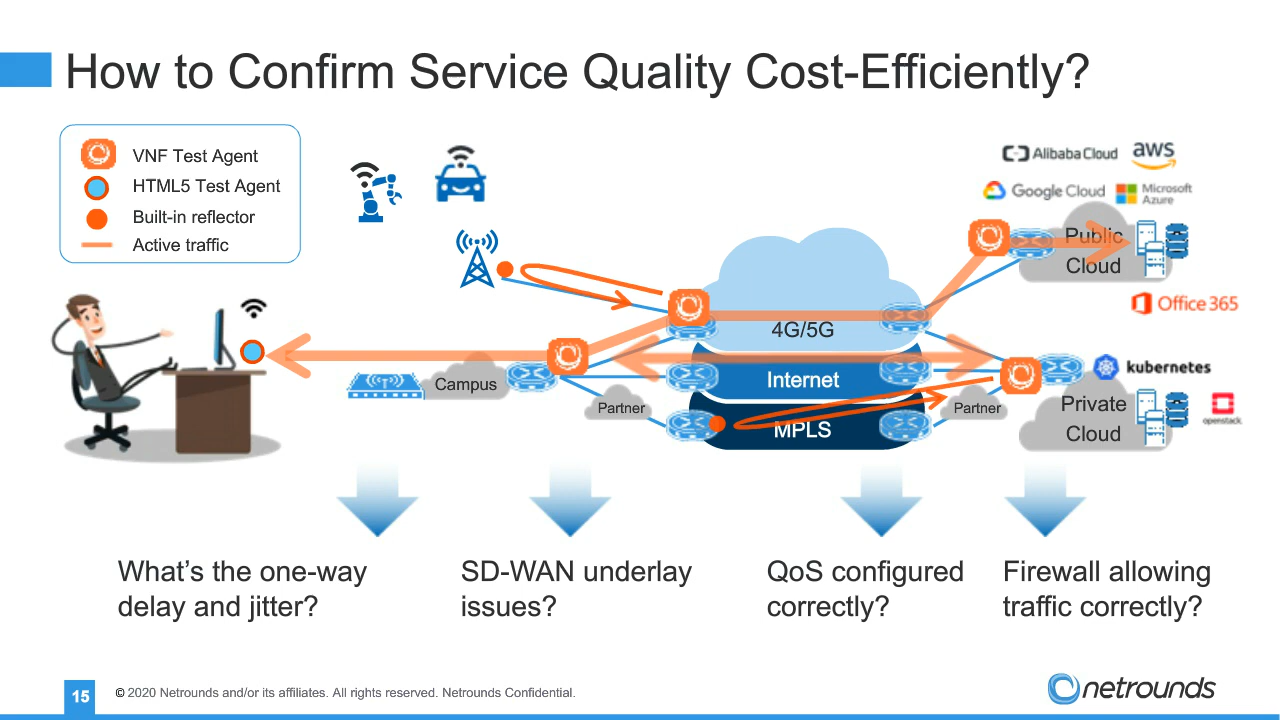 How to Confirm Service Quality Cost-Efficiently?
VNF Test Agent
HTML5 Test Agent
Built-in reflector
Active traffic
Alibaba Cloud
aws
Google Cloud
Microsoft
Azure
Public
Cloud
Office 365
4G/5G
Internet
MPLS
Campus
Partner
Partner
kubernetes
Private
Cloud
openstack
What's the one-way
delay and jitter?
SD-WAN underlay
issues?
QoS configured
correctly?
Firewall allowing
traffic correctly?
15
© 2020 Netrounds and/or its affiliates. All rights reserved. Netrounds Confidential.
netrounds